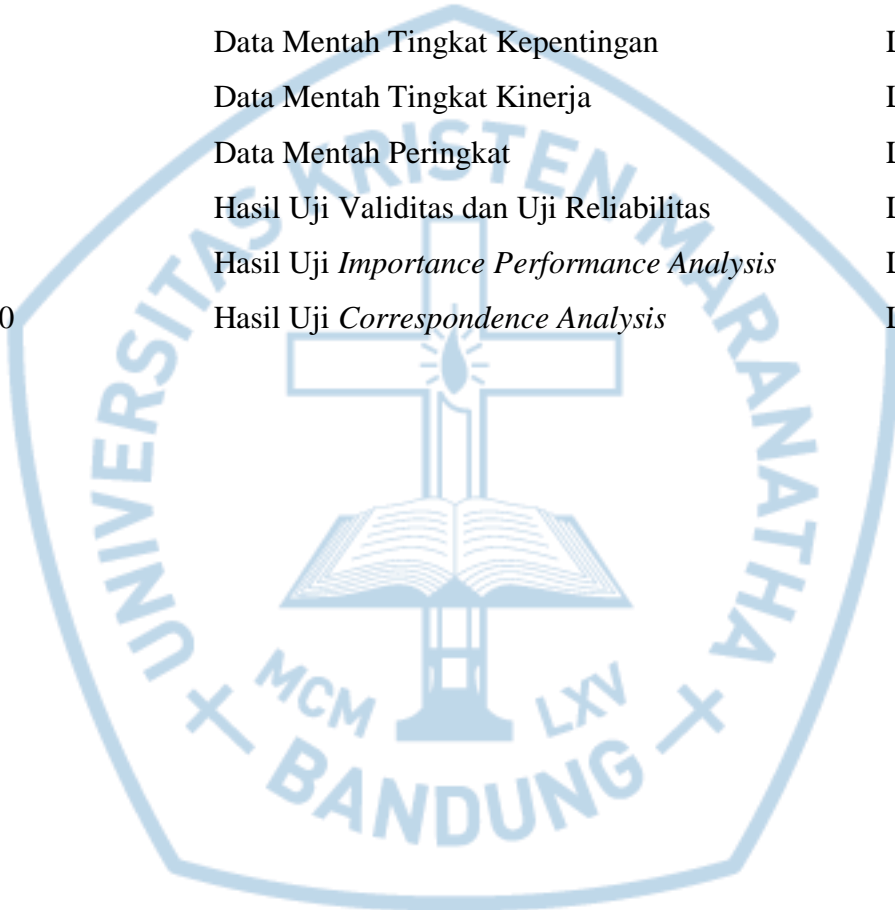 Data Mentah Tingkat Kepentingan
Data Mentah Tingkat Kinerja
Data Mentah Peringkat
Hasil Uji Validitas dan Uji Reliabilitas
Hasil Uji Importance Performance Analysis
0 Hasil Uji Correspondence Analysis
UNIVERSITAS KRISTEN MARANATHA
MCM LXV
BANDUNG